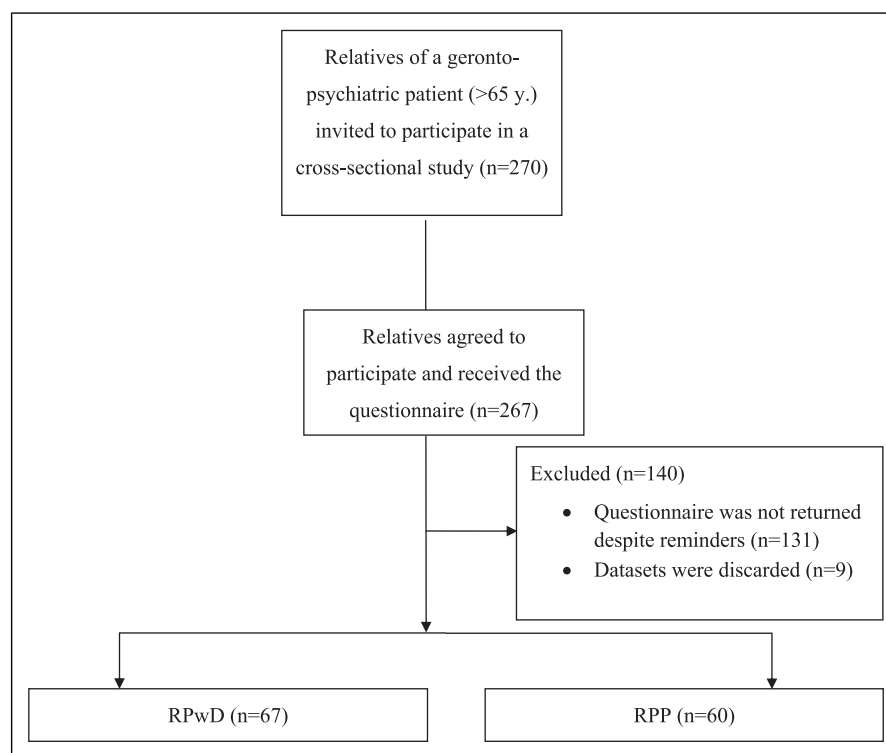 Relatives of a geronto-
psychiatric patient (>65 y.)
invited to participate in a
cross-sectional study (n=270)
Relatives agreed to
participate and received the
questionnaire (n=267)
Excluded (n=140)
• Questionnaire was not returned
despite reminders (n=131)
• Datasets were discarded (n=9)
RPwD (n=67)
RPP (n=60)